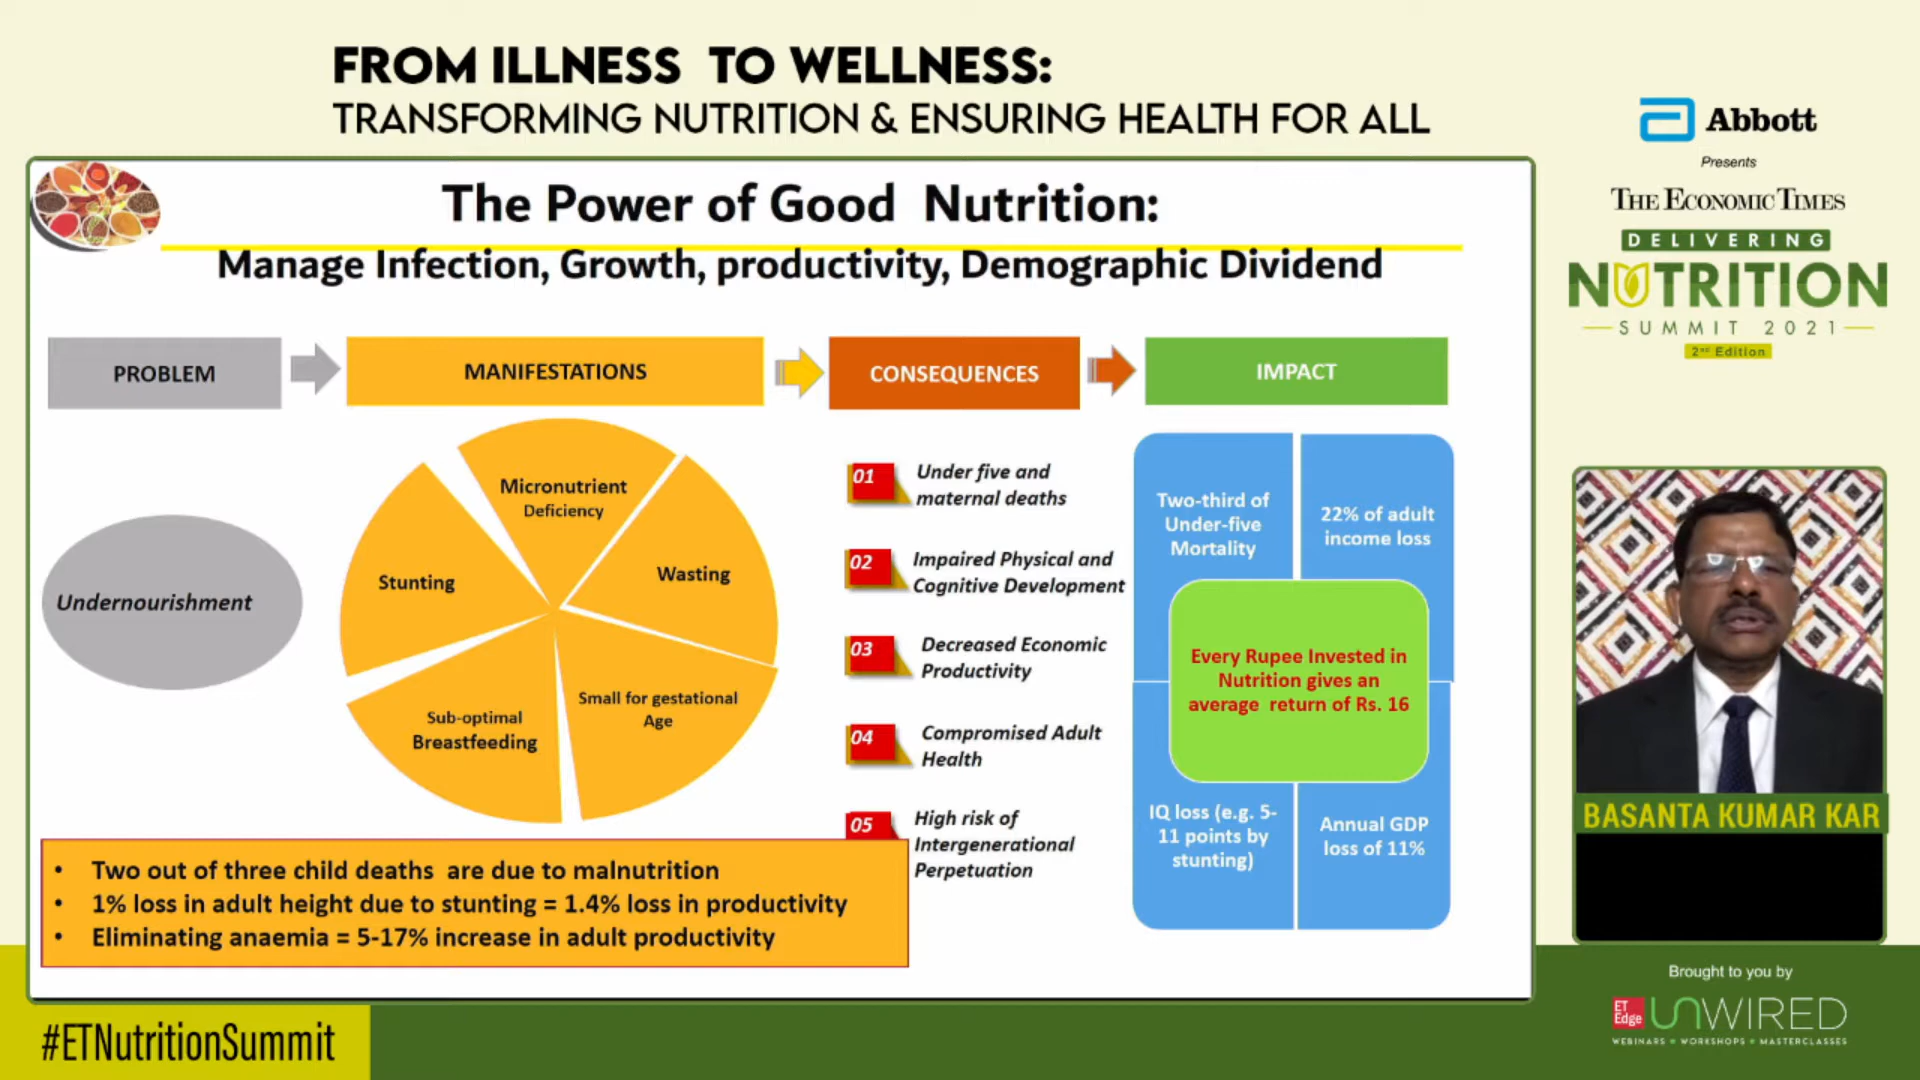 FROM ILLNESS TO WELLNESS:
TRANSFORMING NUTRITION & ENSURING HEALTH FOR ALL
Abbott
Presents
THE ECONOMIC TIMES
DELIVERING
NUTRITION
SUMMIT 2021
2nd Edition
The Power of Good Nutrition:
Manage Infection, Growth, productivity, Demographic Dividend
PROBLEM
MANIFESTATIONS
CONSEQUENCES
IMPACT
Undernourishment
Micronutrient
Deficiency
Stunting
Wasting
Sub-optimal
Breastfeeding
Small for gestational
Age
01
Under five and
maternal deaths
02
Impaired Physical and
Cognitive Development
03
Decreased Economic
Productivity
04
Compromised Adult
Health
05
High risk of
Intergenerational
Perpetuation
Two-third of
Under-five
Mortality
22% of adult
income loss
Every Rupee Invested in
Nutrition gives an
average return of Rs. 16
IQ loss (e.g. 5-
11 points by
stunting)
Annual GDP
loss of 11%
• Two out of three child deaths are due to malnutrition
• 1% loss in adult height due to stunting = 1.4% loss in productivity
• Eliminating anaemia = 5-17% increase in adult productivity
BASANTA KUMAR KAR
#ETNutritionSummit
Brought to you by
ET
Edge
UNWIRED
WEBINARS • WORKSHOPS • MASTERCLASSES